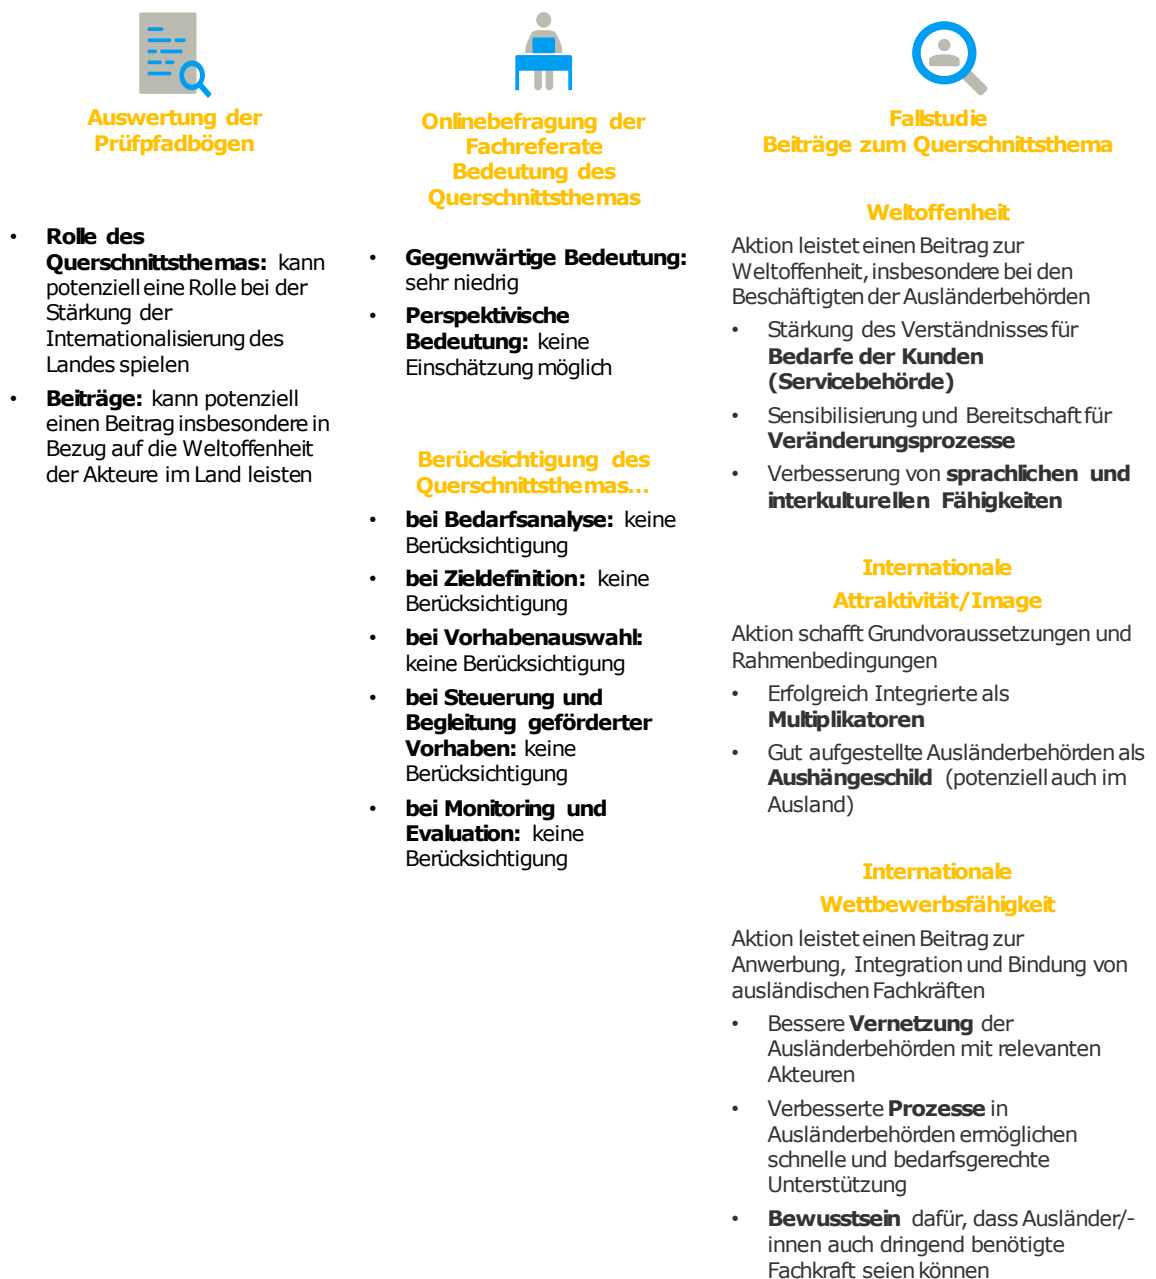 Auswertung der
Prüfpfadbögen
• Rolle des
Querschnittsthemas: kann
potenziell eine Rolle bei der
Stärkung der
Internationalisierung des
Landes spielen
• Beiträge: kann potenziell
einen Beitrag insbesondere in
Bezug auf die Weltoffenheit
der Akteure im Land leisten
Onlinebefragung der
Fachreferate
Bedeutung des
Querschnittsthemas
• Gegenwärtige Bedeutung:
sehr niedrig
• Perspektivische
Bedeutung: keine
Einschätzung möglich
Berücksichtigung des
Querschnittsthemas...
• bei Bedarfsanalyse: keine
Berücksichtigung
• bei Zieldefinition: keine
Berücksichtigung
• bei Vorhabenauswahl:
keine Berücksichtigung
• bei Steuerung und
Begleitung geförderter
Vorhaben: keine
Berücksichtigung
• bei Monitoring und
Evaluation: keine
Berücksichtigung
Fallstudie
Beiträge zum Querschnittsthema
Weltoffenheit
Aktion leistet einen Beitrag zur
Weltoffenheit, insbesondere bei den
Beschäftigten der Ausländerbehörden
• Stärkung des Verständnisses für
Bedarfe der Kunden
(Servicebehörde)
• Sensibilisierung und Bereitschaft für
Veränderungsprozesse
• Verbesserung von sprachlichen und
interkulturellen Fähigkeiten
Internationale
Attraktivität/Image
Aktion schafft Grundvoraussetzungen und
Rahmenbedingungen
• Erfolgreich Integrierte als
Multiplikatoren
• Gut aufgestellte Ausländerbehörden als
Aushängeschild (potenziell auch im
Ausland)
Internationale
Wettbewerbsfähigkeit
Aktion leistet einen Beitrag zur
Anwerbung, Integration und Bindung von
ausländischen Fachkräften
• Bessere Vernetzung der
Ausländerbehörden mit relevanten
Akteuren
• Verbesserte Prozesse in
Ausländerbehörden ermöglichen
schnelle und bedarfsgerechte
Unterstützung
• Bewusstsein dafür, dass Ausländer/-
innen auch dringend benötigte
Fachkraft seien können